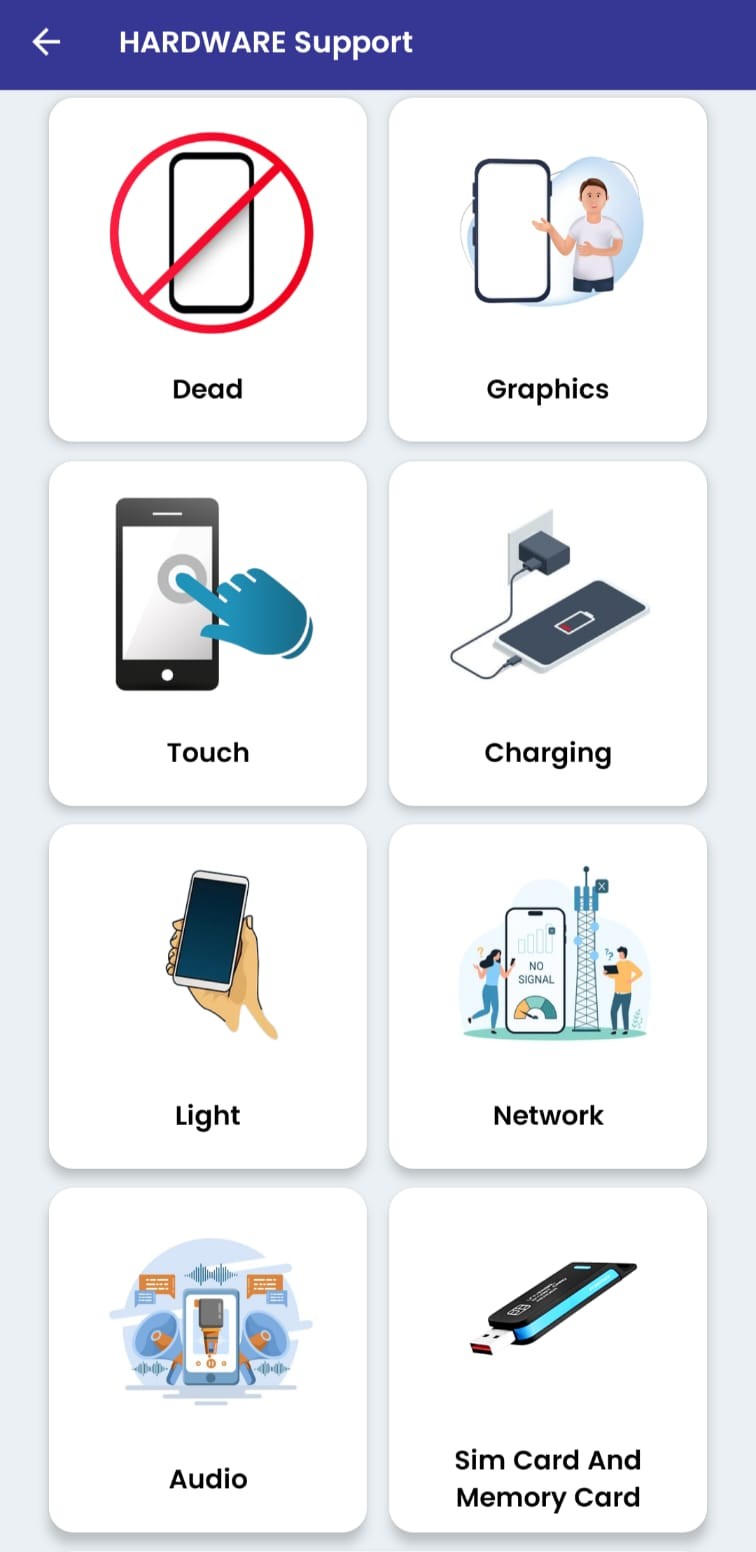 HARDWARE Support
Dead
Graphics
Touch
Charging
Light
NO
SIGNAL
Network
Audio
Sim Card And
Memory Card